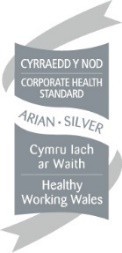 CYRRAEDD Y NOD
CORPORATE HEALTH
STANDARD
ARIAN · SILVER
Cymru Iach
ar Waith
Healthy
Working Wales